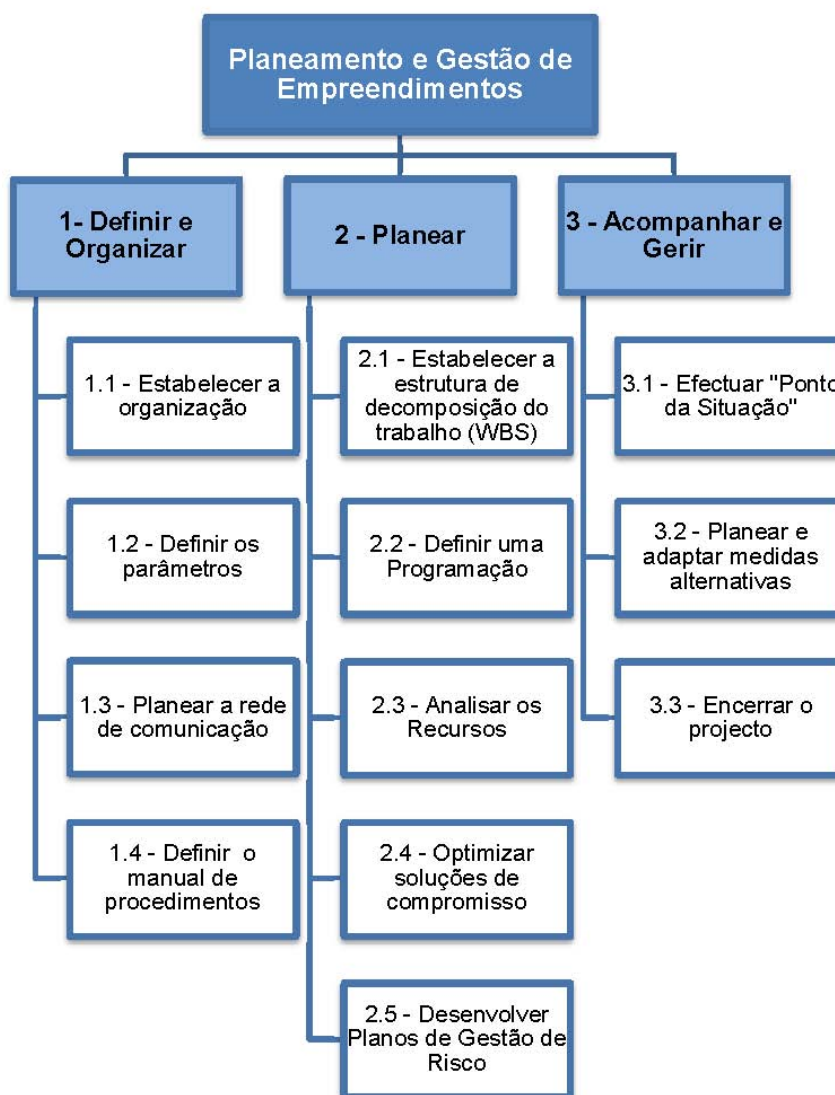 Planeamento e Gestão de
Empreendimentos
1- Definir e
Organizar
1.1 - Estabelecer a
organização
1.2 - Definir os
parâmetros
1.3 - Planear a rede
de comunicação
1.4 - Definir o
manual de
procedimentos
2 - Planear
2.1 - Estabelecer a
estrutura de
decomposição do
trabalho (WBS)
2.2 - Definir uma
Programação
2.3 - Analisar os
Recursos
2.4 - Optimizar
soluções de
compromisso
2.5 - Desenvolver
Planos de Gestão de
Risco
3 - Acompanhar e
Gerir
3.1 - Efectuar "Ponto
da Situação"
3.2 - Planear e
adaptar medidas
alternativas
3.3 - Encerrar o
projecto